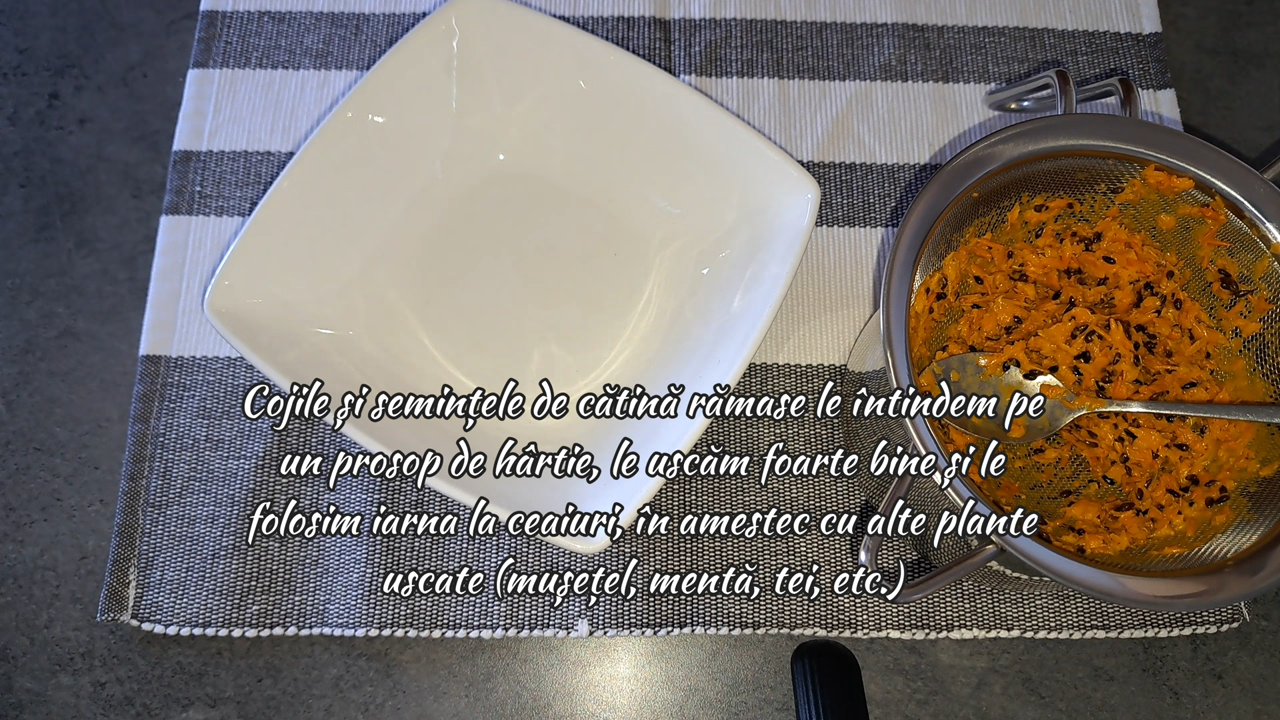 Cojile și semințele de cătină rămase le întindem pe
un prosop de hârtie, le uscăm foarte bine și le
folosim iarna la ceaiuri, în amestec cu alte plante
uscate (mușețel, mentă, tei, etc.)